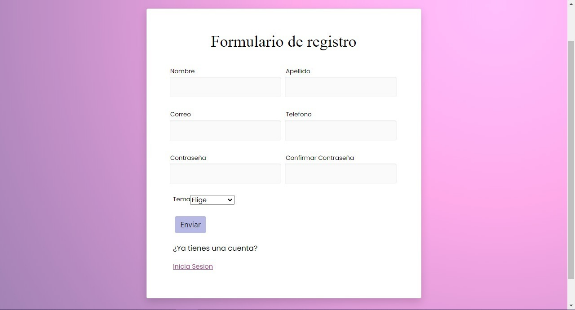 Formulario de registro
Nombre Apellido
Correo Telefono
Contraseña Confirmar Contraseña
Tema Elige
Enviar
¿Ya tienes una cuenta?
Inicia Sesion